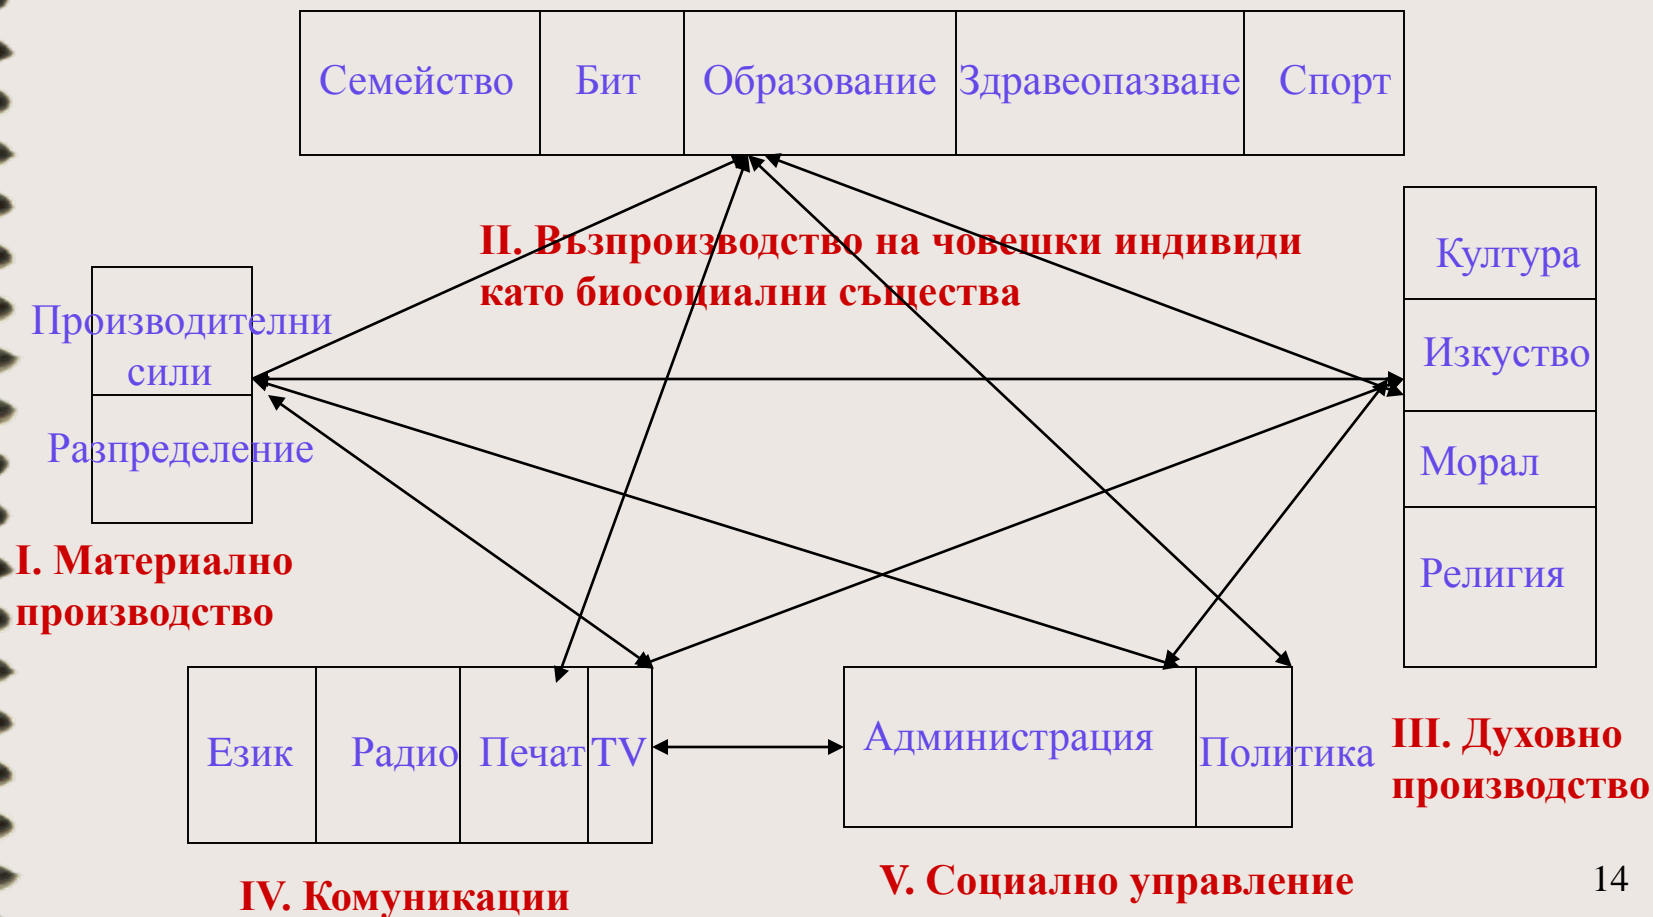 Семейство
Бит
Образование
Здравеопазване
Спорт
II. Възпроизводство на човешки индивиди
като биосоциални същества
Производителни
сили
Разпределение
I. Материално
производство
Култура
Изкуство
Морал
Религия
III. Духовно
производство
Език
Радио
Печат
TV
IV. Комуникации
Администрация
Политика
V. Социално управление
14